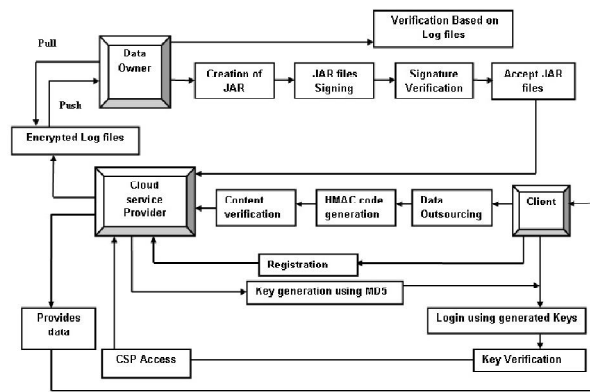 Verification Based on
Log files
Pull
Data
Owner
Creation of
JAR
JAR files
Signing
Signature
Verification
Accept JAR
files
Push
Encrypted Log files
Cloud
service
Provider
Content
verification
HMAC code
generation
Data
Outsourcing
Client
Registration
Key generation using MD5
Provides
data
Login using generated Keys
CSP Access
Key Verification